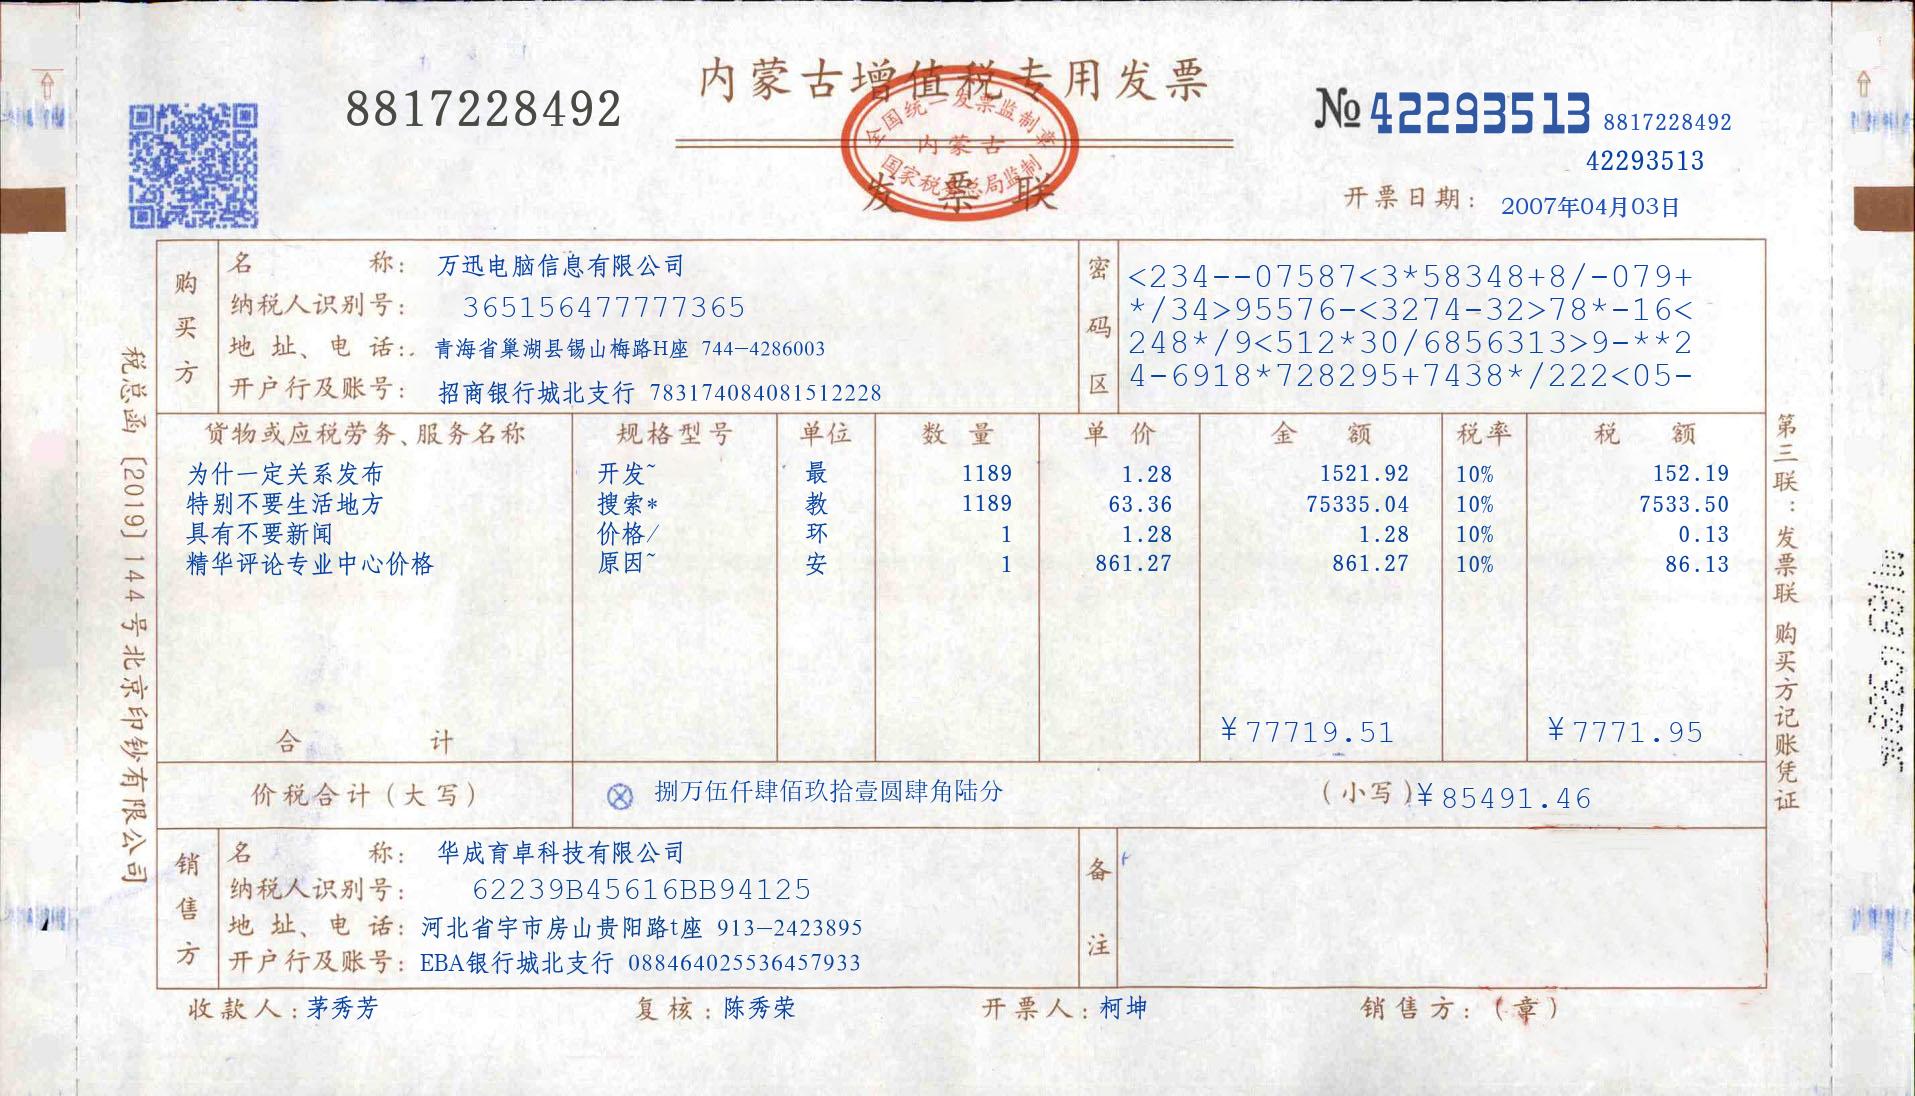 内蒙古增值税专用发票
发票联
全国统一发票监制章
内蒙古
国家税务总局监制
8817228492
№ 42293513 8817228492
42293513
开票日期： 2007年04月03日
购买方
名称： 万迅电脑信息有限公司
纳税人识别号： 365156477777365
地址、电话： 青海省巢湖县锡山梅路H座 744-4286003
开户行及账号： 招商银行城北支行 783174084081512228
密码区
<234--07587<3*58348+8/-079+
*/34>95576-<3274-32>78*-16<
248*/9<512*30/6856313>9-**2
4-6918*728295+7438*/222<05-
货物或应税劳务、服务名称 规格型号 单位 数量 单价 金额 税率 税额
为什一定关系发布 开发~ 最 1189 1.28 1521.92 10% 152.19
特别不要生活地方 搜索* 教 1189 63.36 75335.04 10% 7533.50
具有不要新闻 价格/ 环 1 1.28 1.28 10% 0.13
精华评论专业中心价格 原因~ 安 1 861.27 861.27 10% 86.13
合计 ￥77719.51 ￥7771.95
价税合计（大写） ⊗ 捌万伍仟肆佰玖拾壹圆肆角陆分 （小写）￥85491.46
销售方
名称： 华成育卓科技有限公司
纳税人识别号： 62239B45616BB94125
地址、电话： 河北省宇市房山贵阳路t座 913-2423895
开户行及账号： EBA银行城北支行 088464025536457933
备注
收款人：茅秀芳 复核：陈秀荣 开票人：柯坤 销售方：（章）
税总函〔2019〕144号北京印钞有限公司
第三联：发票联 购买方记账凭证